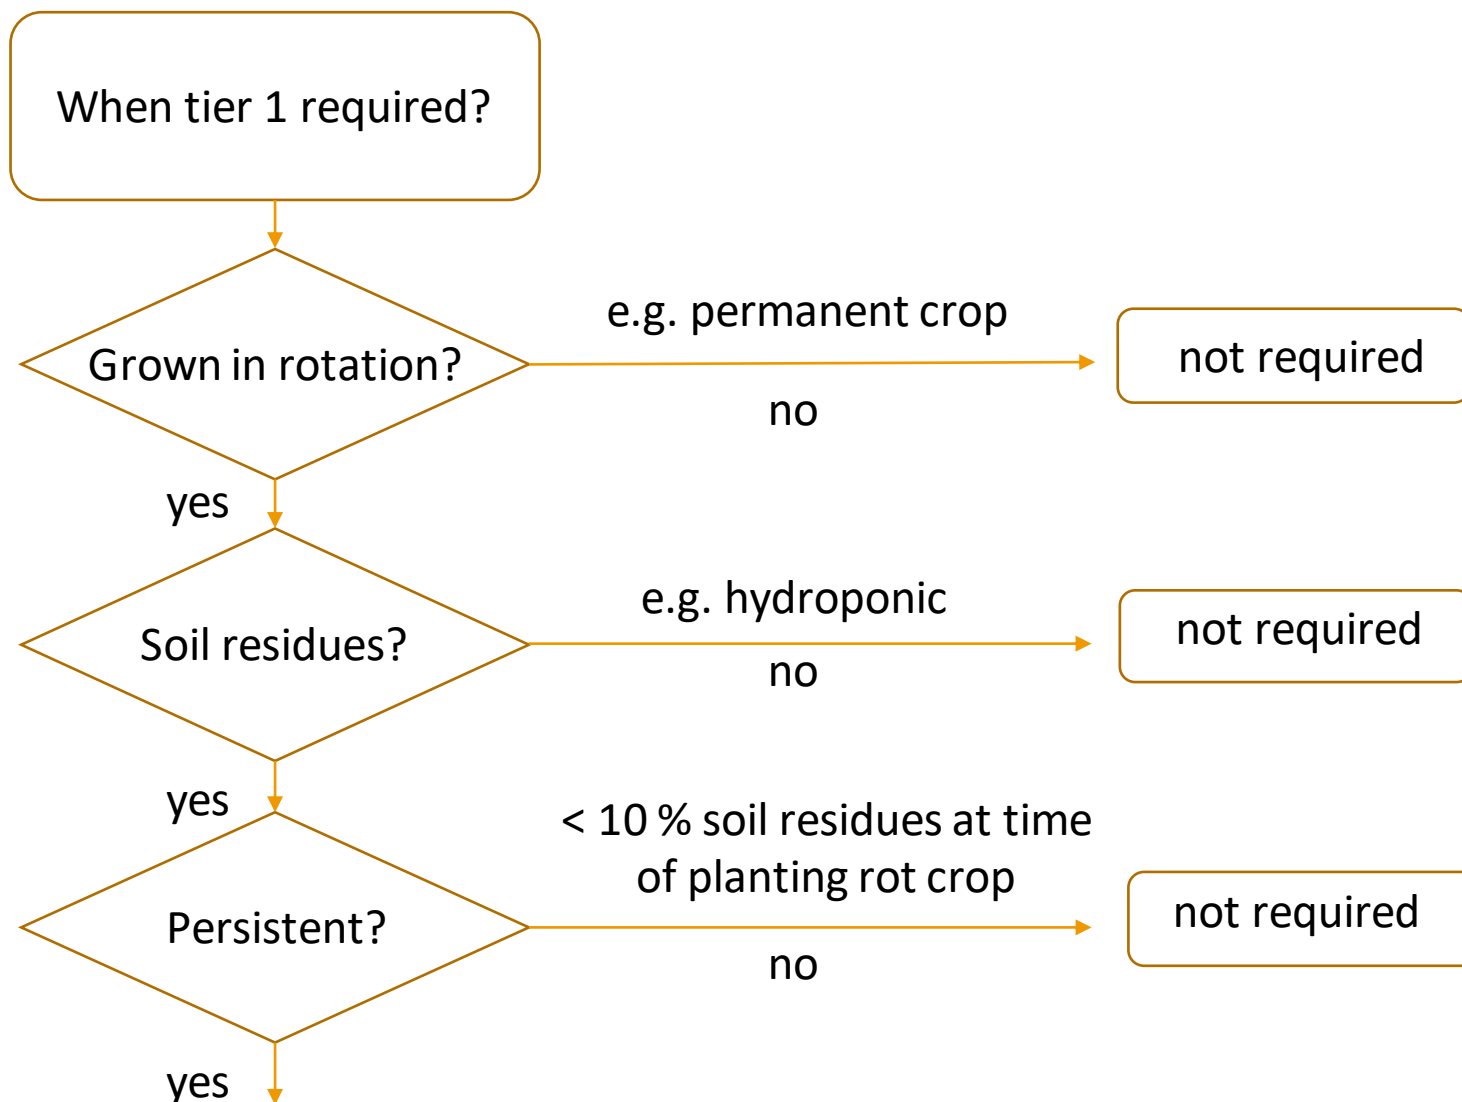 When tier 1 required?
e.g. permanent crop
Grown in rotation?
not required
no
yes
e.g. hydroponic
Soil residues?
not required
no
yes
< 10 % soil residues at time
of planting rot crop
Persistent?
not required
no
yes